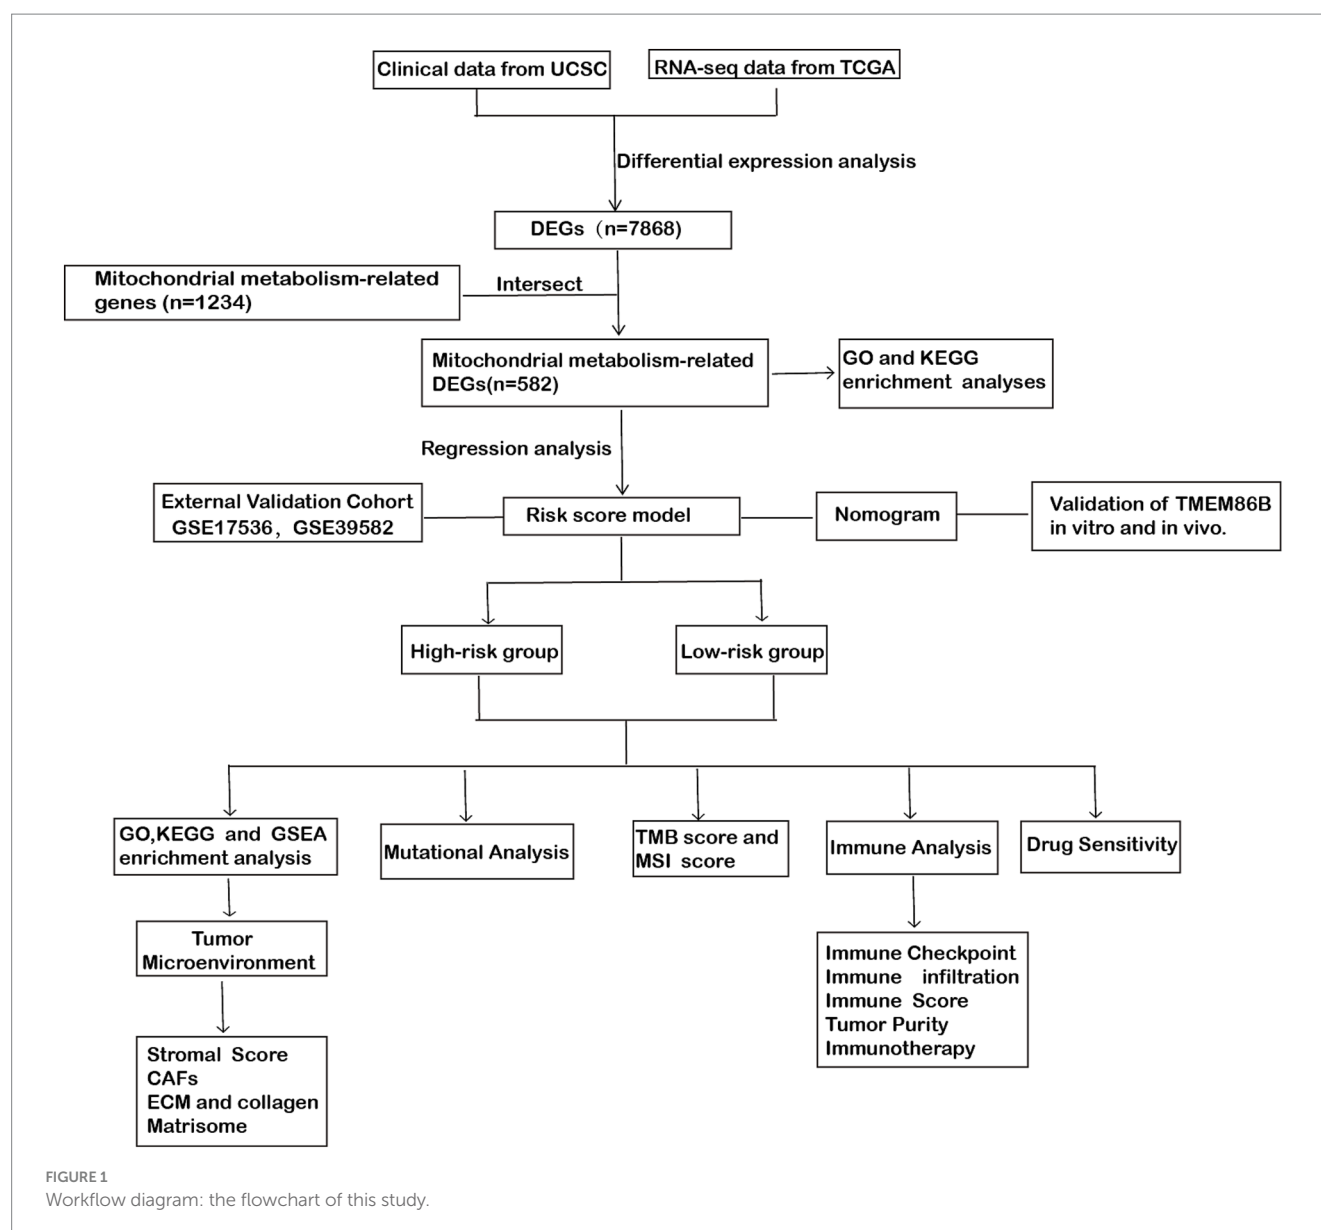 Clinical data from UCSC
RNA-seq data from TCGA
Differential expression analysis
DEGs（n=7868)
Mitochondrial metabolism-related
genes (n=1234)
Intersect
Mitochondrial metabolism-related
DEGs(n=582)
GO and KEGG
enrichment analyses
Regression analysis
External Validation Cohort
GSE17536，GSE39582
Risk score model
Nomogram
Validation of TMEM86B
in vitro and in vivo.
High-risk group
Low-risk group
GO,KEGG and GSEA
enrichment analysis
Mutational Analysis
TMB score and
MSI score
Immune Analysis
Drug Sensitivity
Tumor
Microenvironment
Immune Checkpoint
Immune infiltration
Immune Score
Tumor Purity
Immunotherapy
Stromal Score
CAFs
ECM and collagen
Matrisome
FIGURE 1
Workflow diagram: the flowchart of this study.